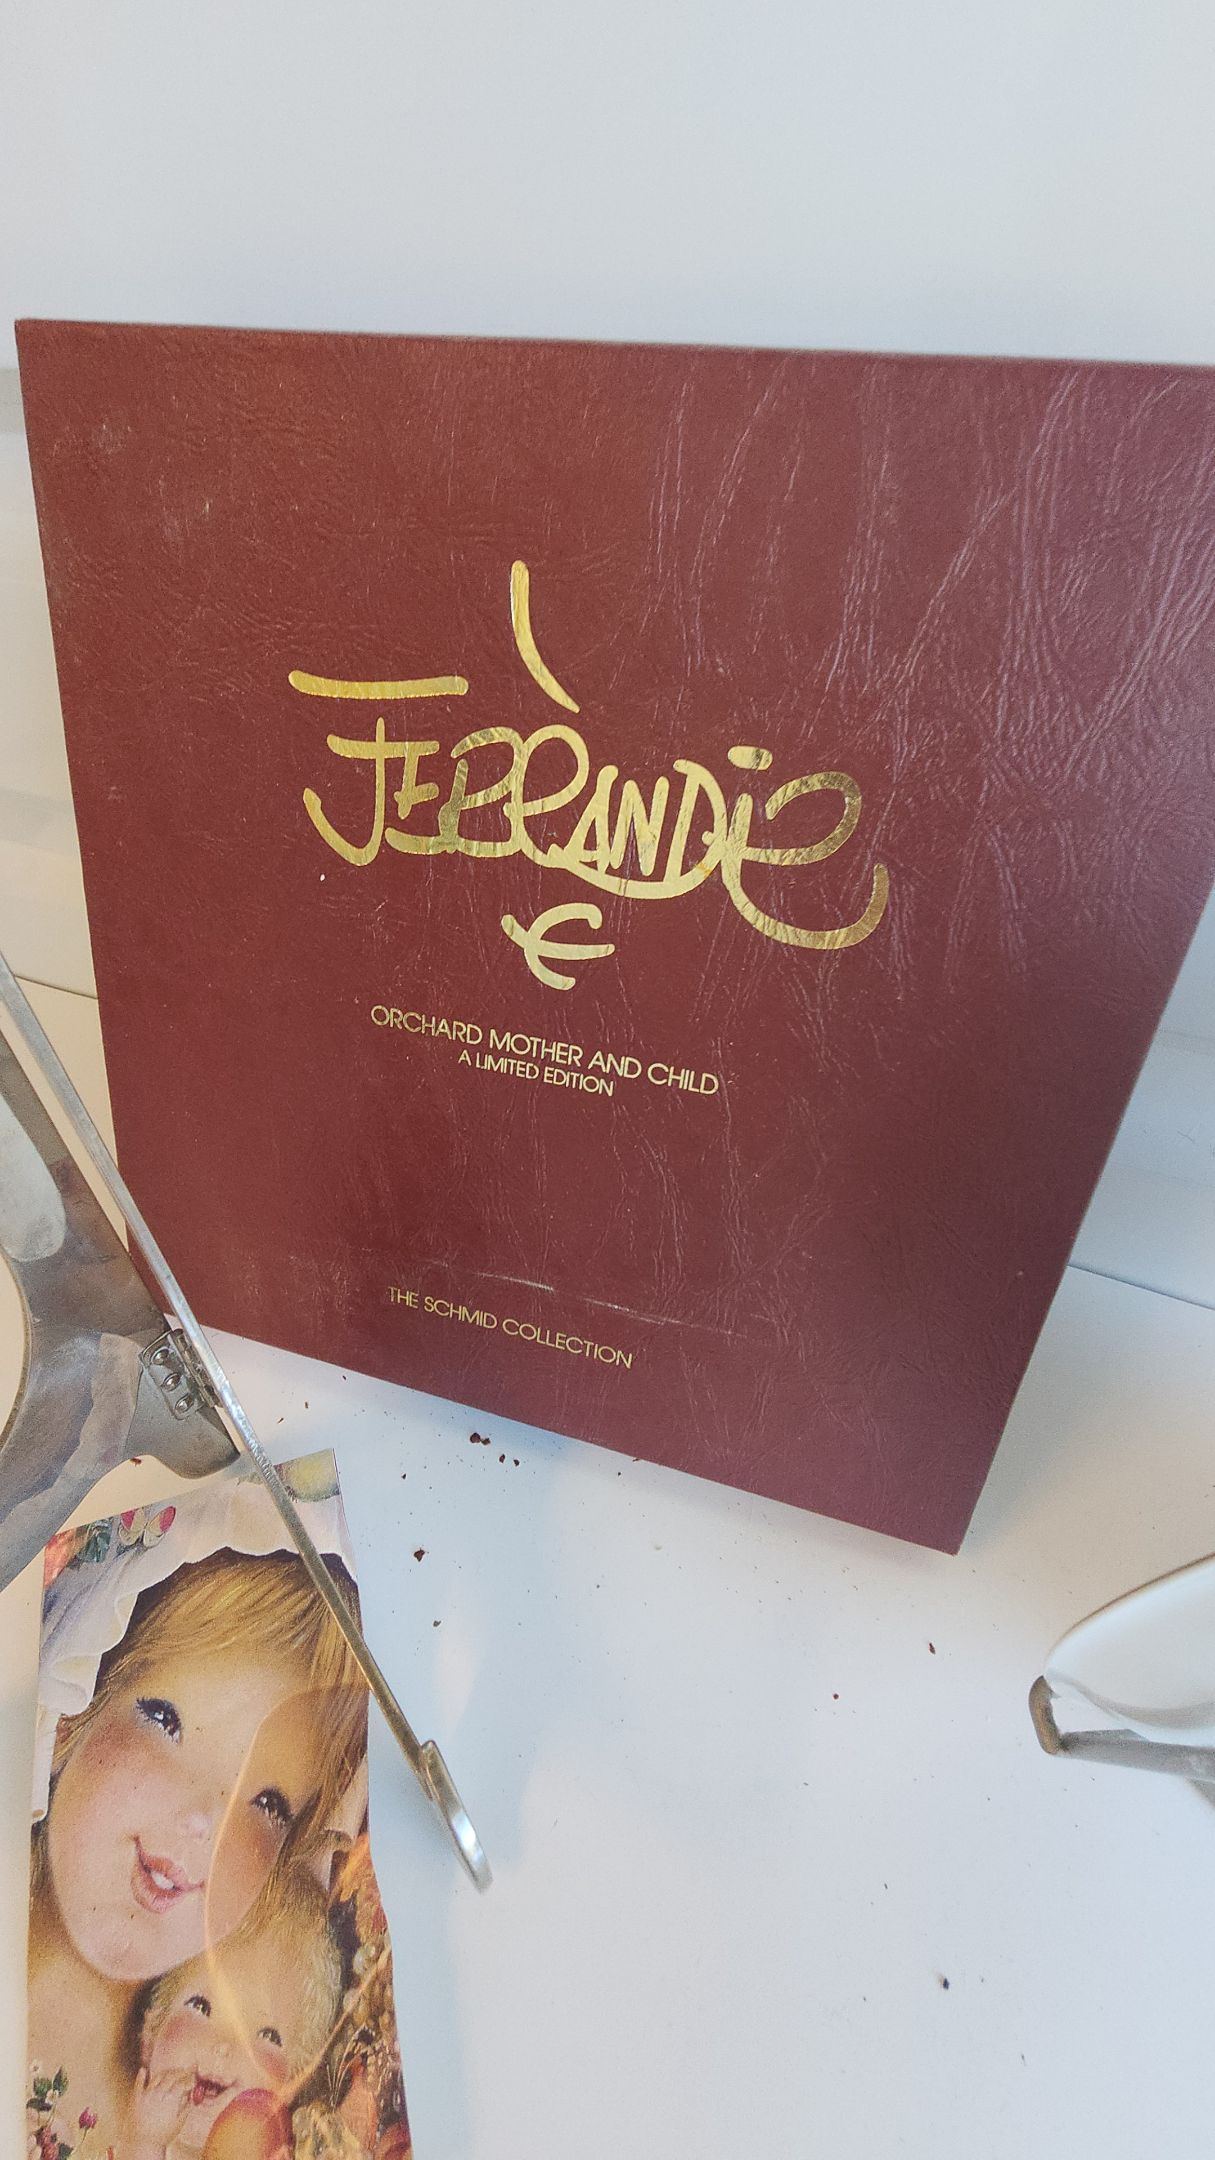 FERRANDIZ
ORCHARD MOTHER AND CHILD
A LIMITED EDITION
THE SCHMID COLLECTION